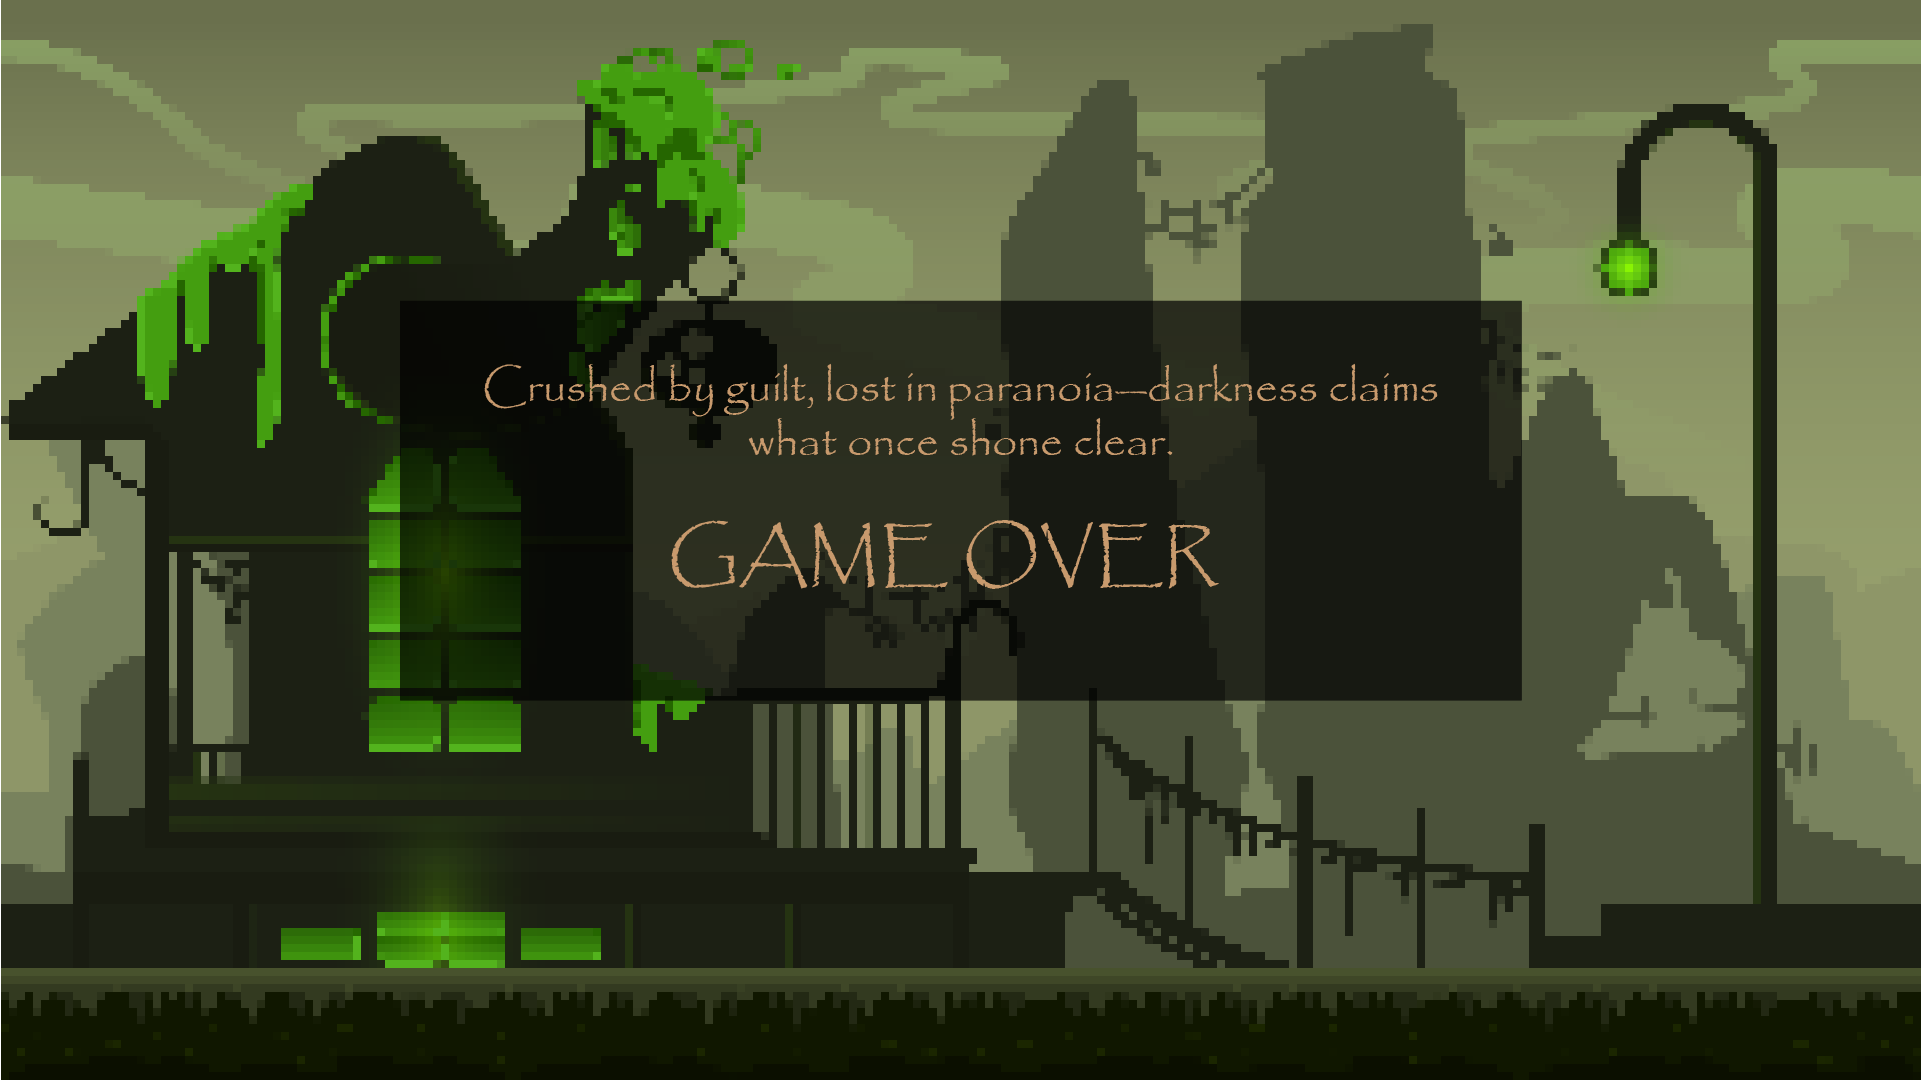 Crushed by guilt, lost in paranoia—darkness claims
what once shone clear.
GAME OVER